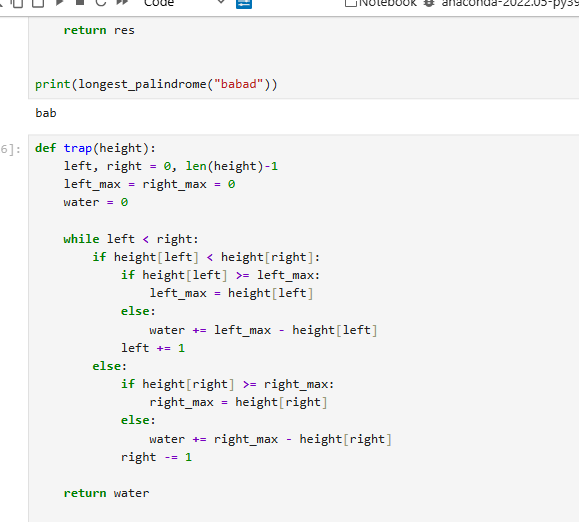 Code Notebook anaconda-2022.05-py39
    return res
print(longest_palindrome("babad"))
bab
6]: def trap(height):
    left, right = 0, len(height)-1
    left_max = right_max = 0
    water = 0
    while left < right:
        if height[left] < height[right]:
            if height[left] >= left_max:
                left_max = height[left]
            else:
                water += left_max - height[left]
            left += 1
        else:
            if height[right] >= right_max:
                right_max = height[right]
            else:
                water += right_max - height[right]
            right -= 1
    return water